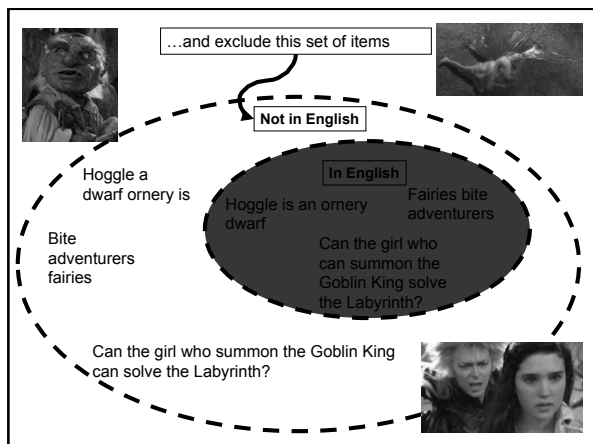 …and exclude this set of items
Not in English
In English
Hoggle a
dwarf ornery is
Hoggle is an ornery
dwarf
Fairies bite
adventurers
Bite
adventurers
fairies
Can the girl who
can summon the
Goblin King solve
the Labyrinth?
Can the girl who summon the Goblin King
can solve the Labyrinth?